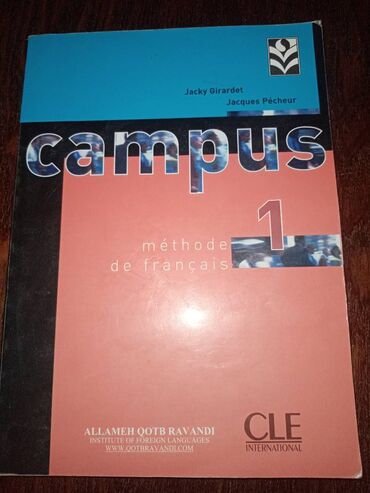 Jacky Girardet
Jacques Pécheur
campus
1
méthode
de français
ALLAMEH QOTB RAVANDI
INSTITUTE OF FOREIGN LANGUAGES
WWW.QOTBRAVANDI.COM
CLE
INTERNATIONAL